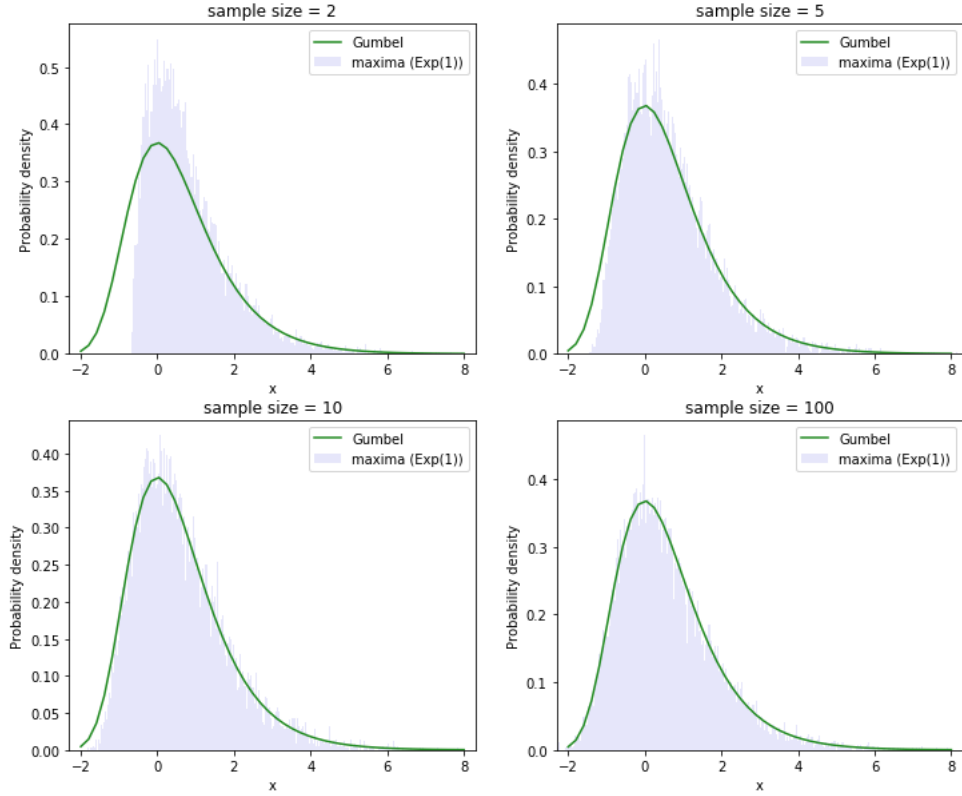 sample size = 2
Gumbel
maxima (Exp(1))
Probability density
0.5
0.4
0.3
0.2
0.1
0.0
−2 0 2 4 6 8
x
sample size = 5
Gumbel
maxima (Exp(1))
Probability density
0.4
0.3
0.2
0.1
0.0
−2 0 2 4 6 8
x
sample size = 10
Gumbel
maxima (Exp(1))
Probability density
0.40
0.35
0.30
0.25
0.20
0.15
0.10
0.05
0.00
−2 0 2 4 6 8
x
sample size = 100
Gumbel
maxima (Exp(1))
Probability density
0.4
0.3
0.2
0.1
0.0
−2 0 2 4 6 8
x